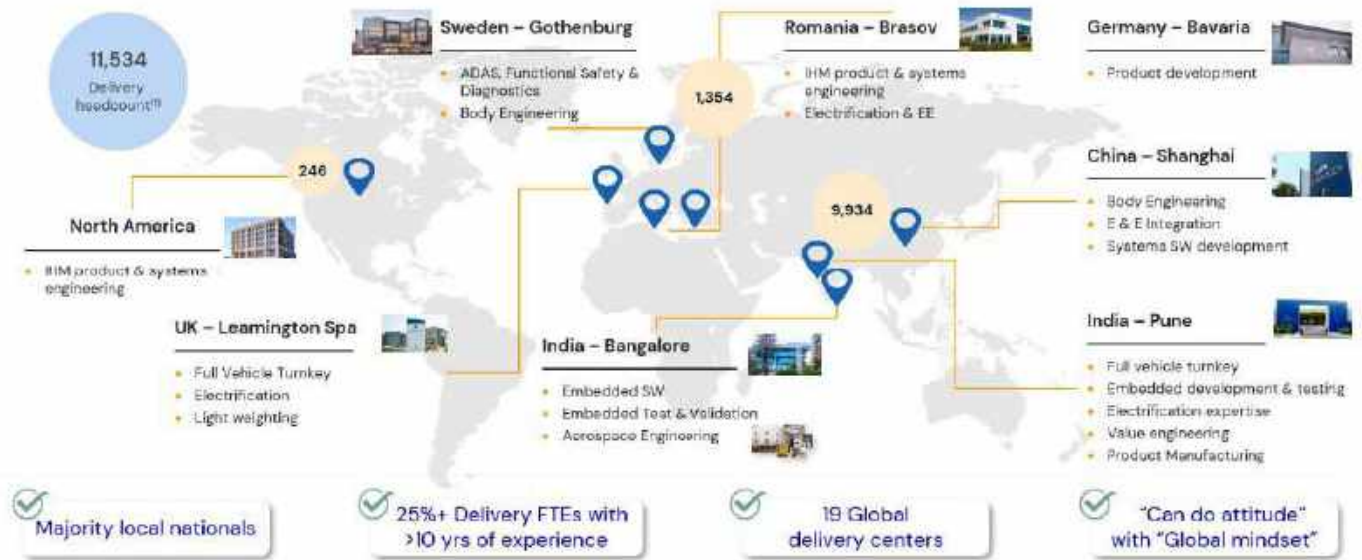 11,534
Delivery
headcount(1)
Sweden – Gothenburg
ADAS, Functional Safety &
Diagnostics
Body Engineering
1,354
Romania – Brasov
IHM product & systems
engineering
Electrification & EE
Germany – Bavaria
Product development
246
North America
IHM product & systems
engineering
9,934
China – Shanghai
Body Engineering
E & E Integration
Systems SW development
UK – Leamington Spa
Full Vehicle Turnkey
Electrification
Light weighting
India – Bangalore
Embedded SW
Embedded Test & Validation
Aerospace Engineering
India – Pune
Full vehicle turnkey
Embedded development & testing
Electrification expertise
Value engineering
Product Manufacturing
Majority local nationals
25%+ Delivery FTEs with
>10 yrs of experience
19 Global
delivery centers
"Can do attitude"
with "Global mindset"